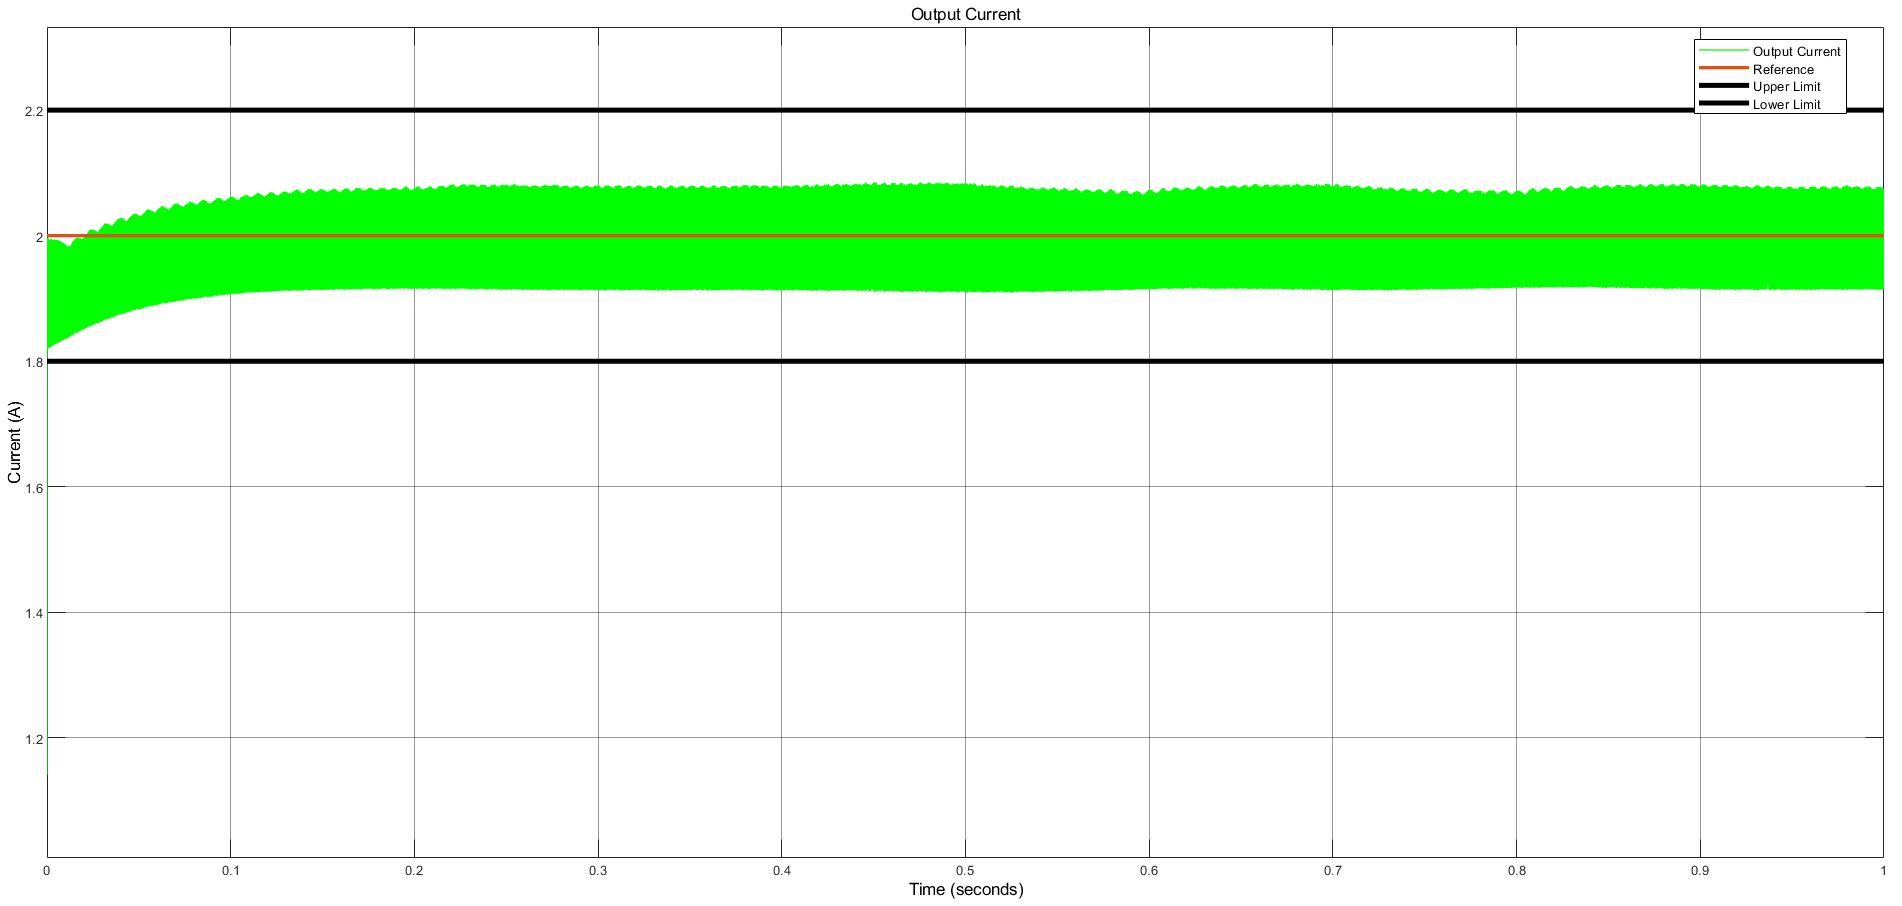 Output Current
Output Current
Reference
Upper Limit
Lower Limit
2.2
2
1.8
1.6
1.4
1.2
Current (A)
0 0.1 0.2 0.3 0.4 0.5 0.6 0.7 0.8 0.9 1
Time (seconds)